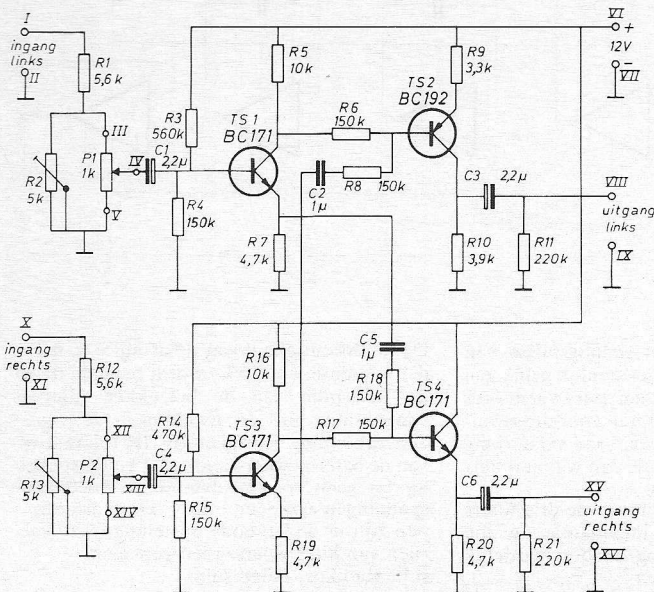 I
ingang
links
II
R1
5,6k
III
P1
1k
IV
R2
5k
V
C1
2,2µ
R3
560k
R4
150k
TS1
BC171
R5
10k
R6
150k
R7
4,7k
C2
1µ
R8
150k
TS2
BC192
R9
3,3k
C3
2,2µ
R10
3,9k
R11
220k
VI
+
12V
-
VII
VIII
uitgang
links
IX
X
ingang
rechts
XI
R12
5,6k
XII
P2
1k
XIII
R13
5k
XIV
C4
2,2µ
R14
470k
R15
150k
TS3
BC171
R16
10k
R17
150k
C5
1µ
R18
150k
R19
4,7k
TS4
BC171
C6
2,2µ
R20
4,7k
R21
220k
XV
uitgang
rechts
XVI